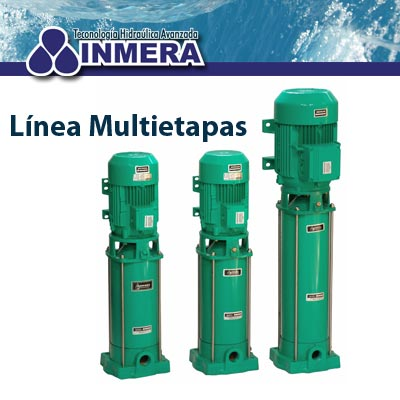 Tecnología Hidráulica Avanzada
INMERA
Línea Multietapas